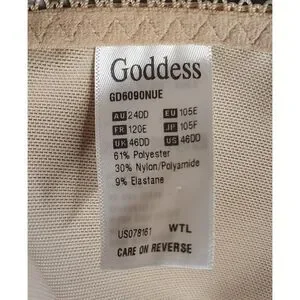 Goddess
GD6090NUE
AU 24DD EU 105E
FR 120E JP 105F
UK 46DD US 46DD
61% Polyester
30% Nylon/Polyamide
9% Elastane
US078161 WTL
CARE ON REVERSE